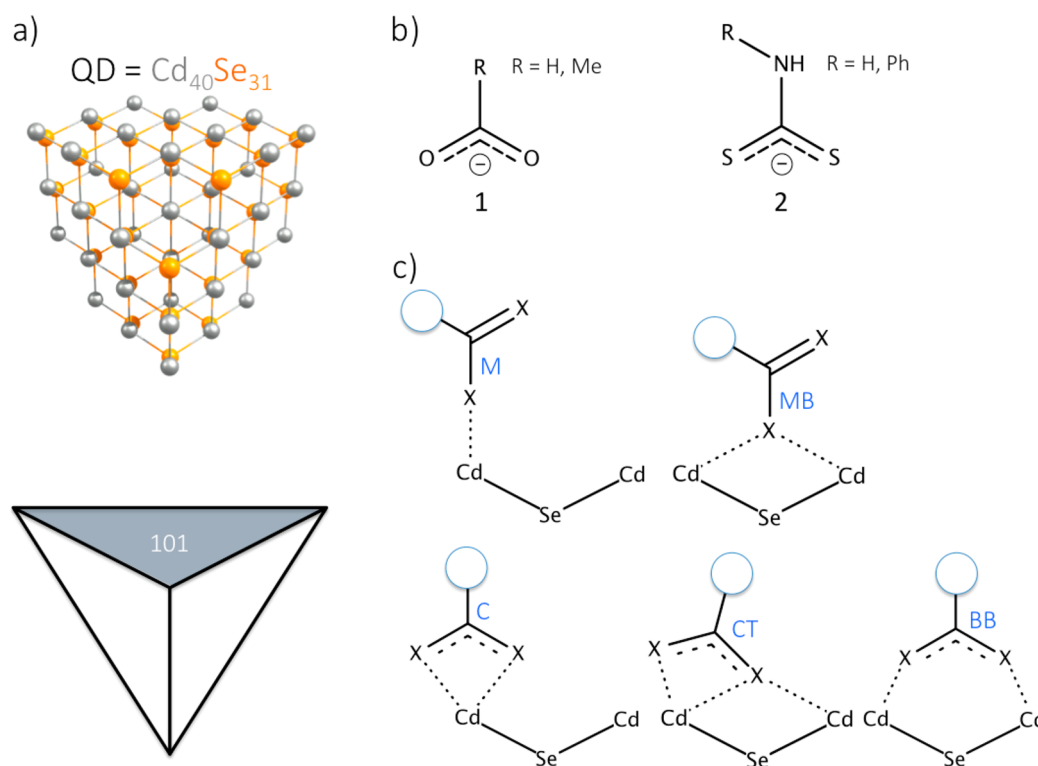 a)
QD = Cd40Se31
101
b)
R
R = H, Me
O
O
−
1
R
NH
R = H, Ph
S
S
−
2
c)
X
M
X
Cd
Cd
Se
X
MB
X
Cd
Cd
Se
C
X
X
Cd
Cd
Se
CT
X
X
Cd
Cd
Se
BB
X
X
Cd
Cd
Se